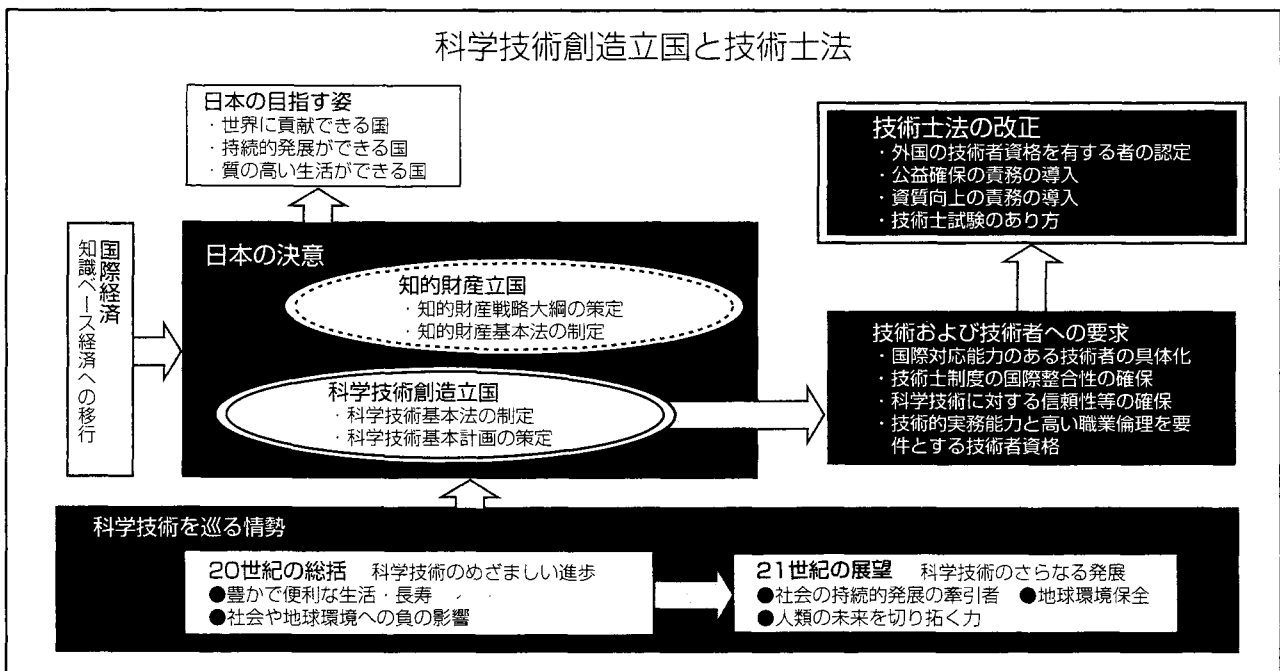 科学技術創造立国と技術士法
日本の目指す姿
・世界に貢献できる国
・持続的発展ができる国
・質の高い生活ができる国
技術士法の改正
・外国の技術者資格を有する者の認定
・公益確保の責務の導入
・資質向上の責務の導入
・技術士試験のあり方
国際経済
知識ベース経済への移行
日本の決意
知的財産立国
・知的財産戦略大綱の策定
・知的財産基本法の制定
科学技術創造立国
・科学技術基本法の制定
・科学技術基本計画の策定
技術および技術者への要求
・国際対応能力のある技術者の具体化
・技術士制度の国際整合性の確保
・科学技術に対する信頼性等の確保
・技術的実務能力と高い職業倫理を要
件とする技術者資格
科学技術を巡る情勢
20世紀の総括 科学技術のめざましい進歩
●豊かで便利な生活・長寿
●社会や地球環境への負の影響
21世紀の展望 科学技術のさらなる発展
●社会の持続的発展の牽引者 ●地球環境保全
●人類の未来を切り拓く力